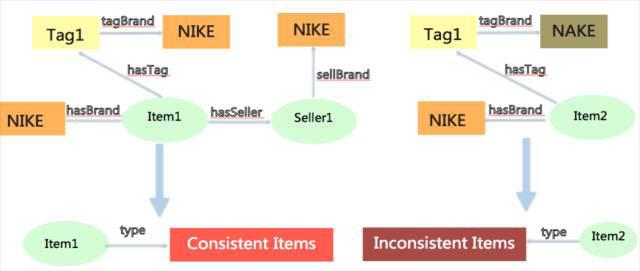 Tag1 tagBrand NIKE NIKE
hasTag sellBrand
NIKE hasBrand Item1 hasSeller Seller1
Item1 type Consistent Items
Tag1 tagBrand NAKE
hasTag
NIKE hasBrand Item2
Inconsistent Items type Item2